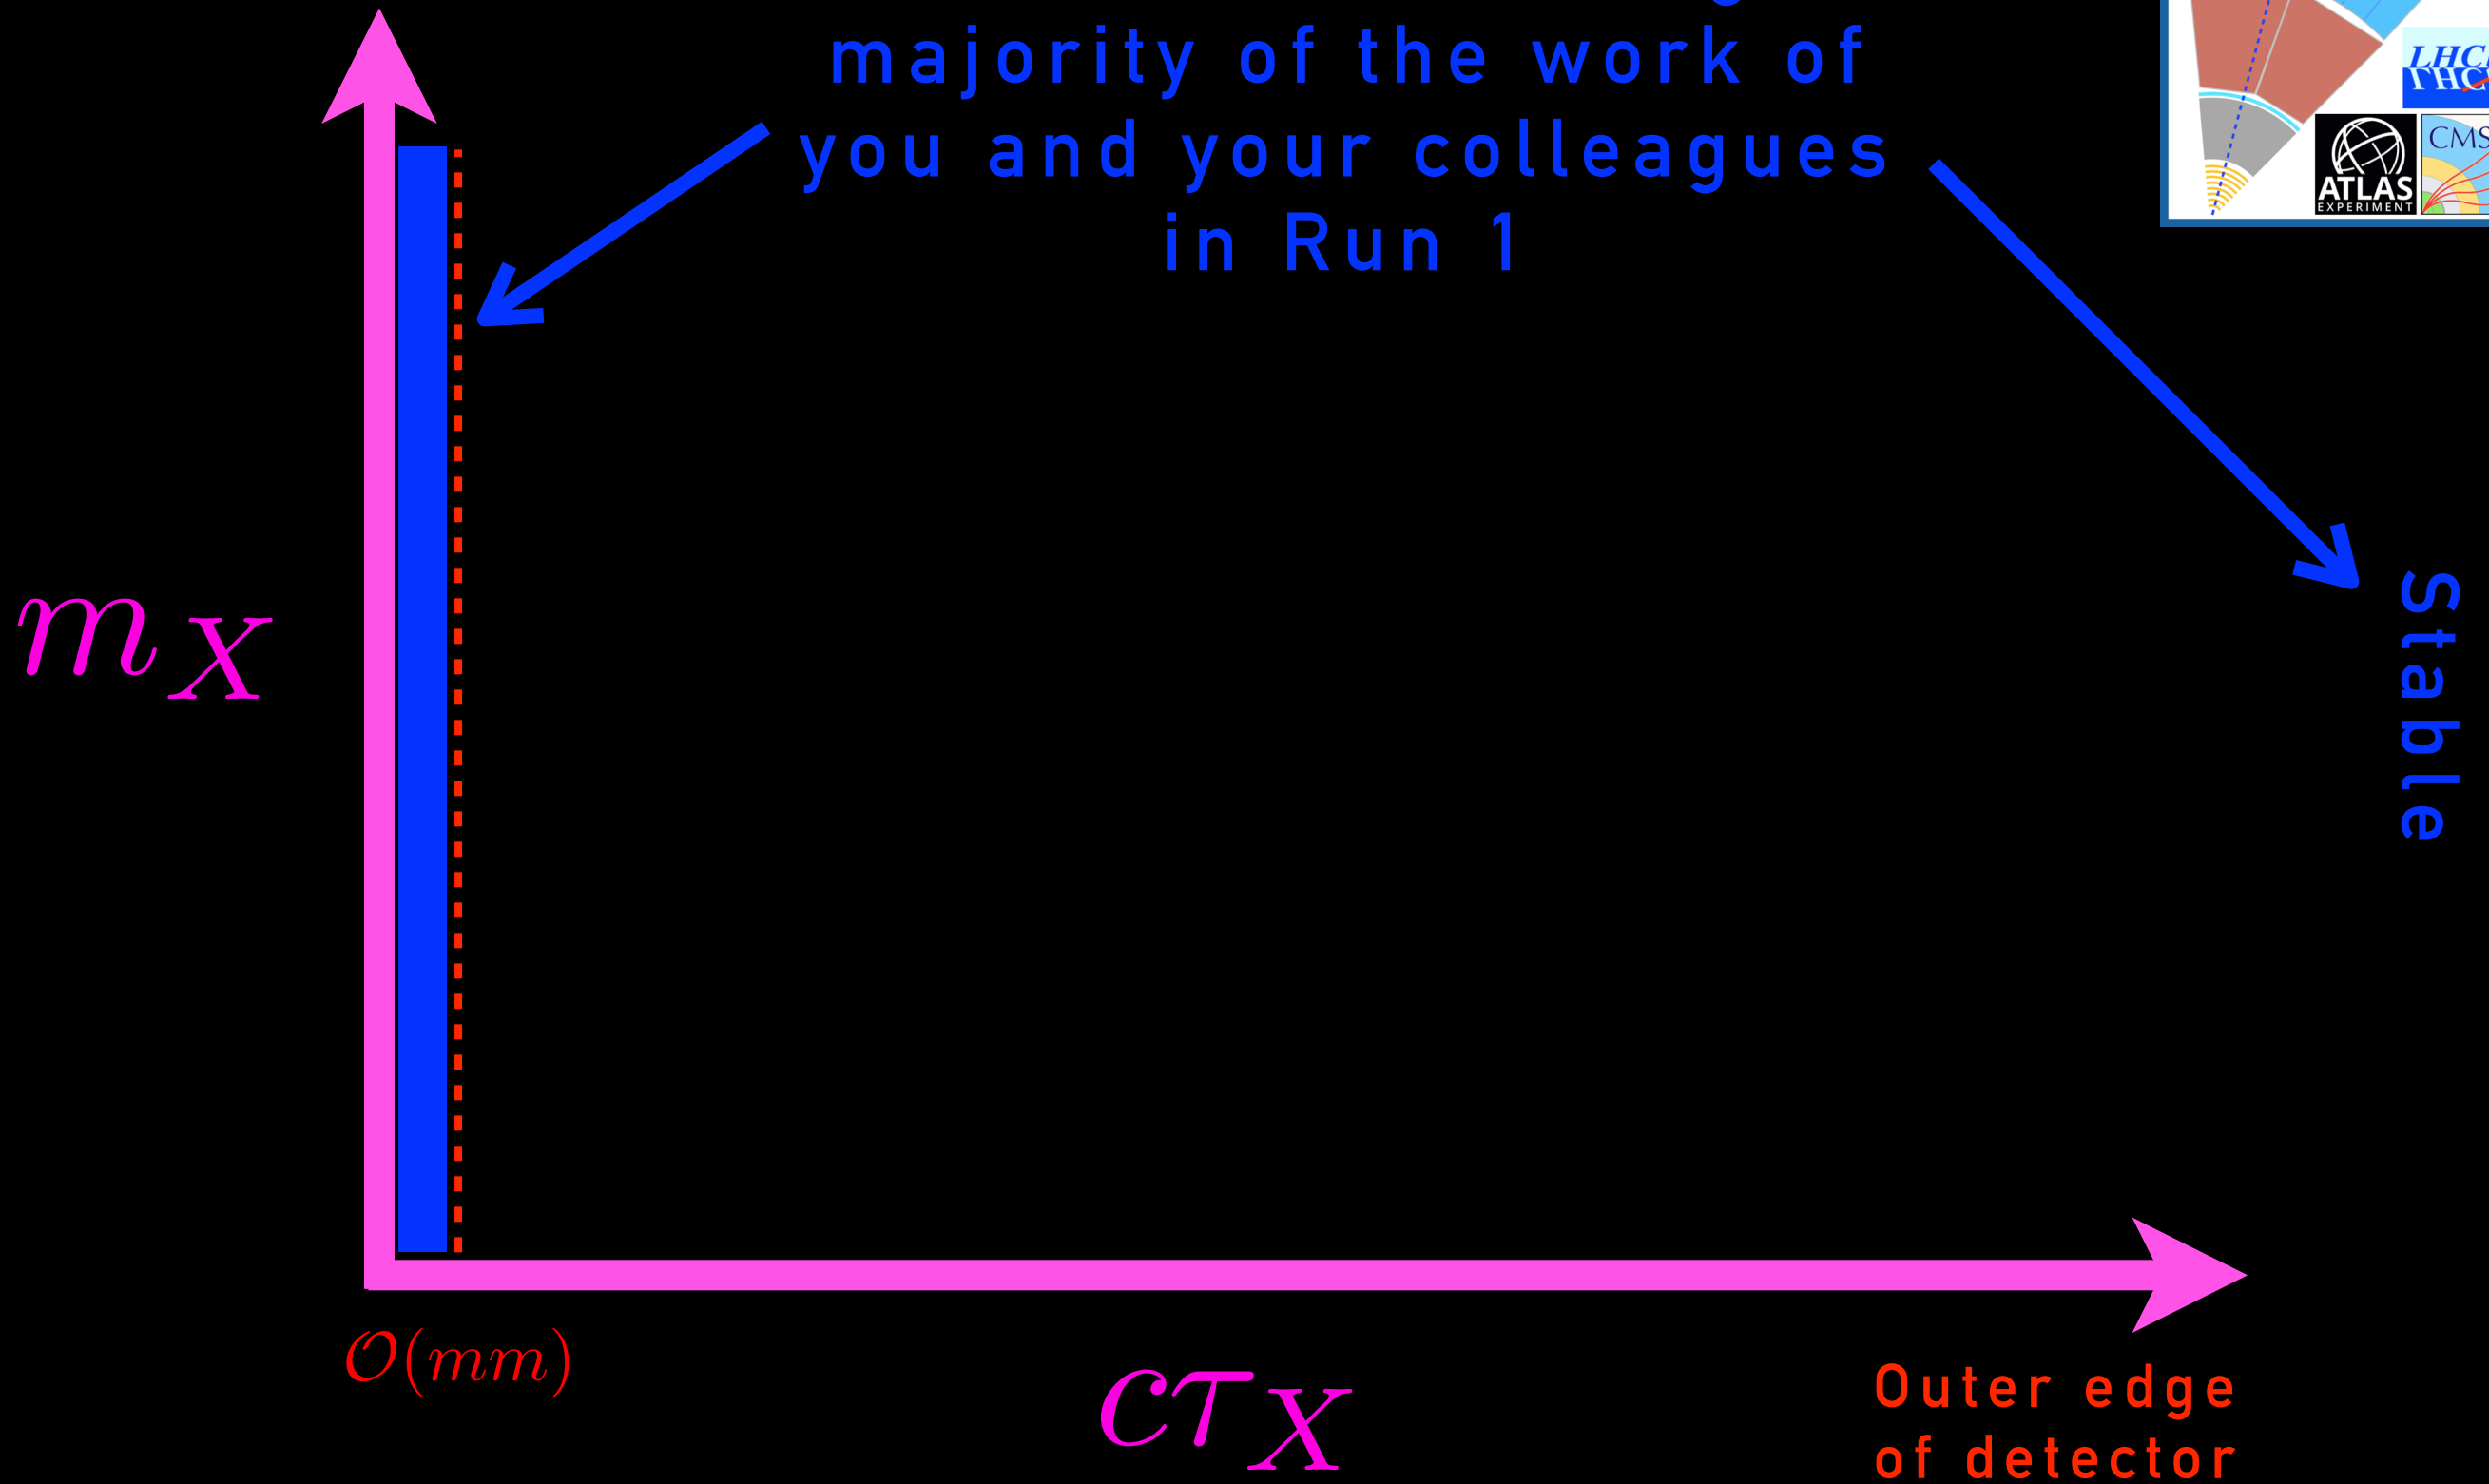 majority of the work of
you and your colleagues
in Run 1
ATLAS
EXPERIMENT
m_X
Stable
O(mm)
cτ_X
Outer edge
of detector